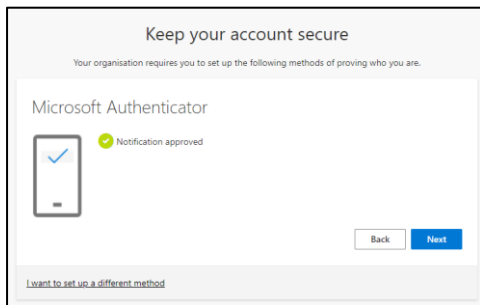 Keep your account secure
Your organisation requires you to set up the following methods of proving who you are.
Microsoft Authenticator
Notification approved
Back Next
I want to set up a different method